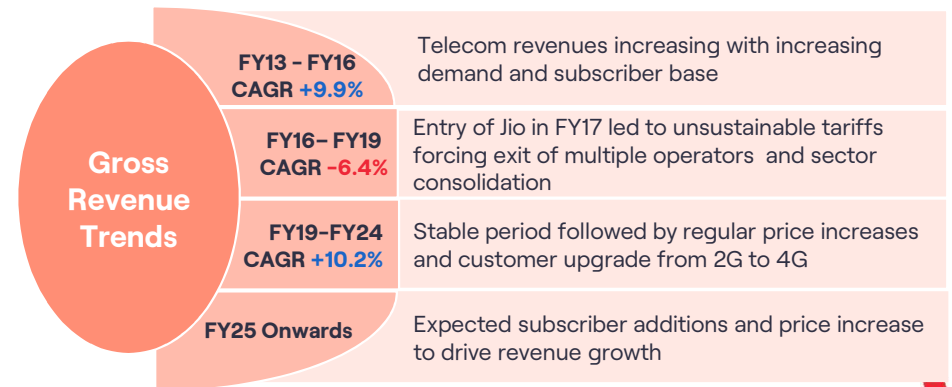 Gross
Revenue
Trends
FY13 - FY16
CAGR +9.9%
Telecom revenues increasing with increasing
demand and subscriber base
FY16– FY19
CAGR -6.4%
Entry of Jio in FY17 led to unsustainable tariffs
forcing exit of multiple operators and sector
consolidation
FY19-FY24
CAGR +10.2%
Stable period followed by regular price increases
and customer upgrade from 2G to 4G
FY25 Onwards
Expected subscriber additions and price increase
to drive revenue growth